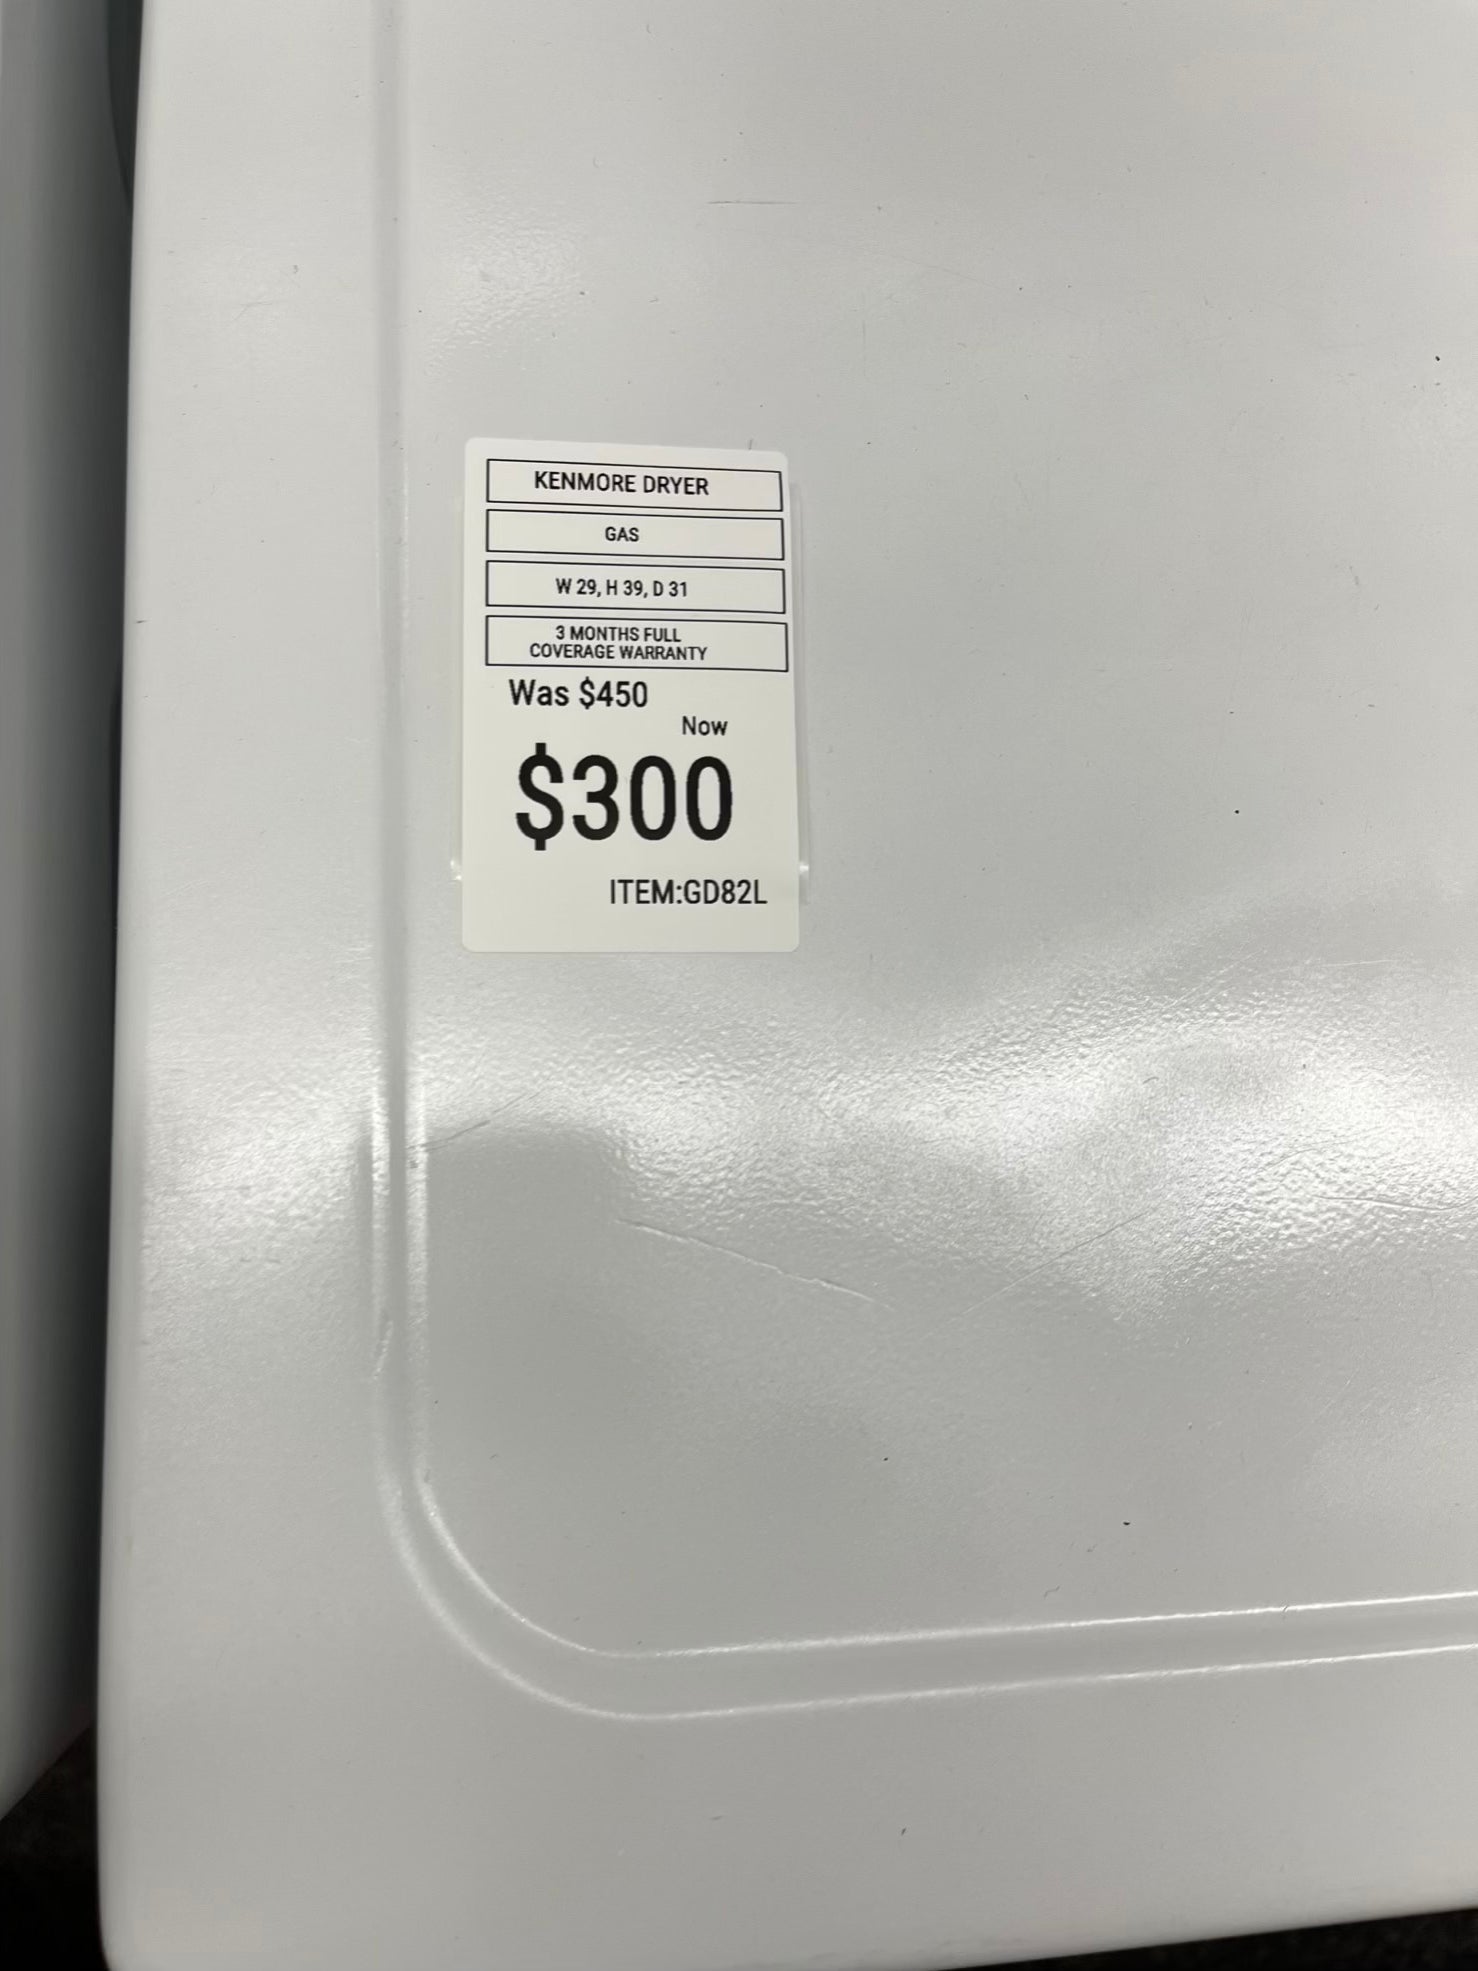 KENMORE DRYER
GAS
W 29, H 39, D 31
3 MONTHS FULL
COVERAGE WARRANTY
Was $450
Now
$300
ITEM:GD82L